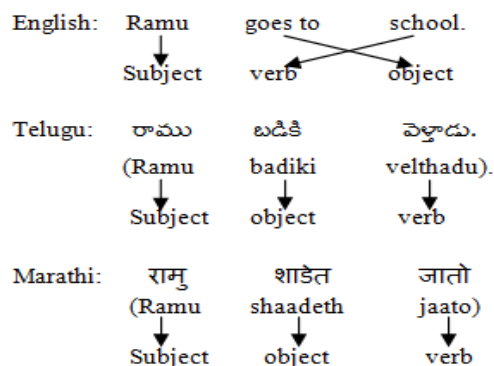 English: Ramu goes to school.
Subject verb object
Telugu: రాము బడికి వెళ్తాడు.
(Ramu badiki velthadu).
Subject object verb
Marathi: रामु शाडेत जातो
(Ramu shaadeth jaato)
Subject object verb